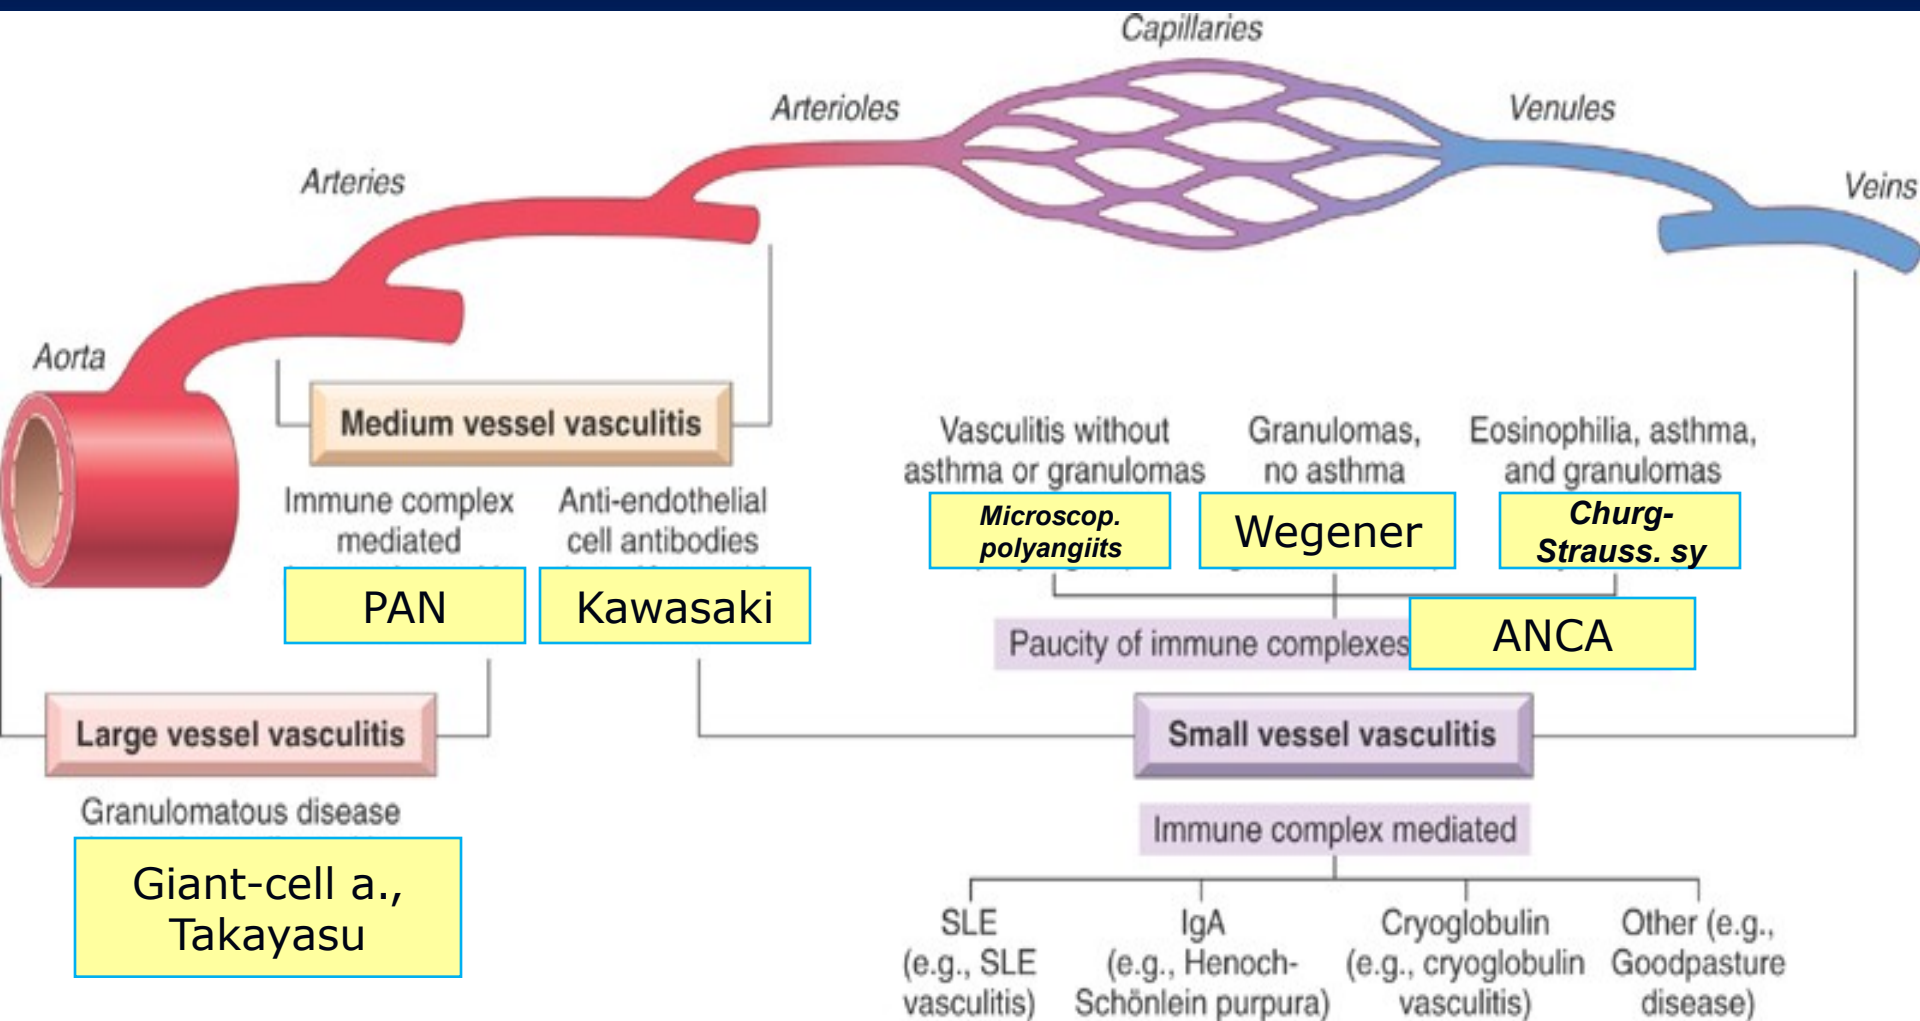 Capillaries
Arterioles
Venules
Arteries
Veins
Aorta
Medium vessel vasculitis
Immune complex
mediated
PAN
Anti-endothelial
cell antibodies
Kawasaki
Vasculitis without
asthma or granulomas
Microscop.
polyangiits
Granulomas,
no asthma
Wegener
Eosinophilia, asthma,
and granulomas
Churg-
Strauss. sy
Paucity of immune complexes
ANCA
Large vessel vasculitis
Granulomatous disease
Giant-cell a.,
Takayasu
Small vessel vasculitis
Immune complex mediated
SLE
(e.g., SLE
vasculitis)
IgA
(e.g., Henoch-
Schönlein purpura)
Cryoglobulin
(e.g., cryoglobulin
vasculitis)
Other (e.g.,
Goodpasture
disease)